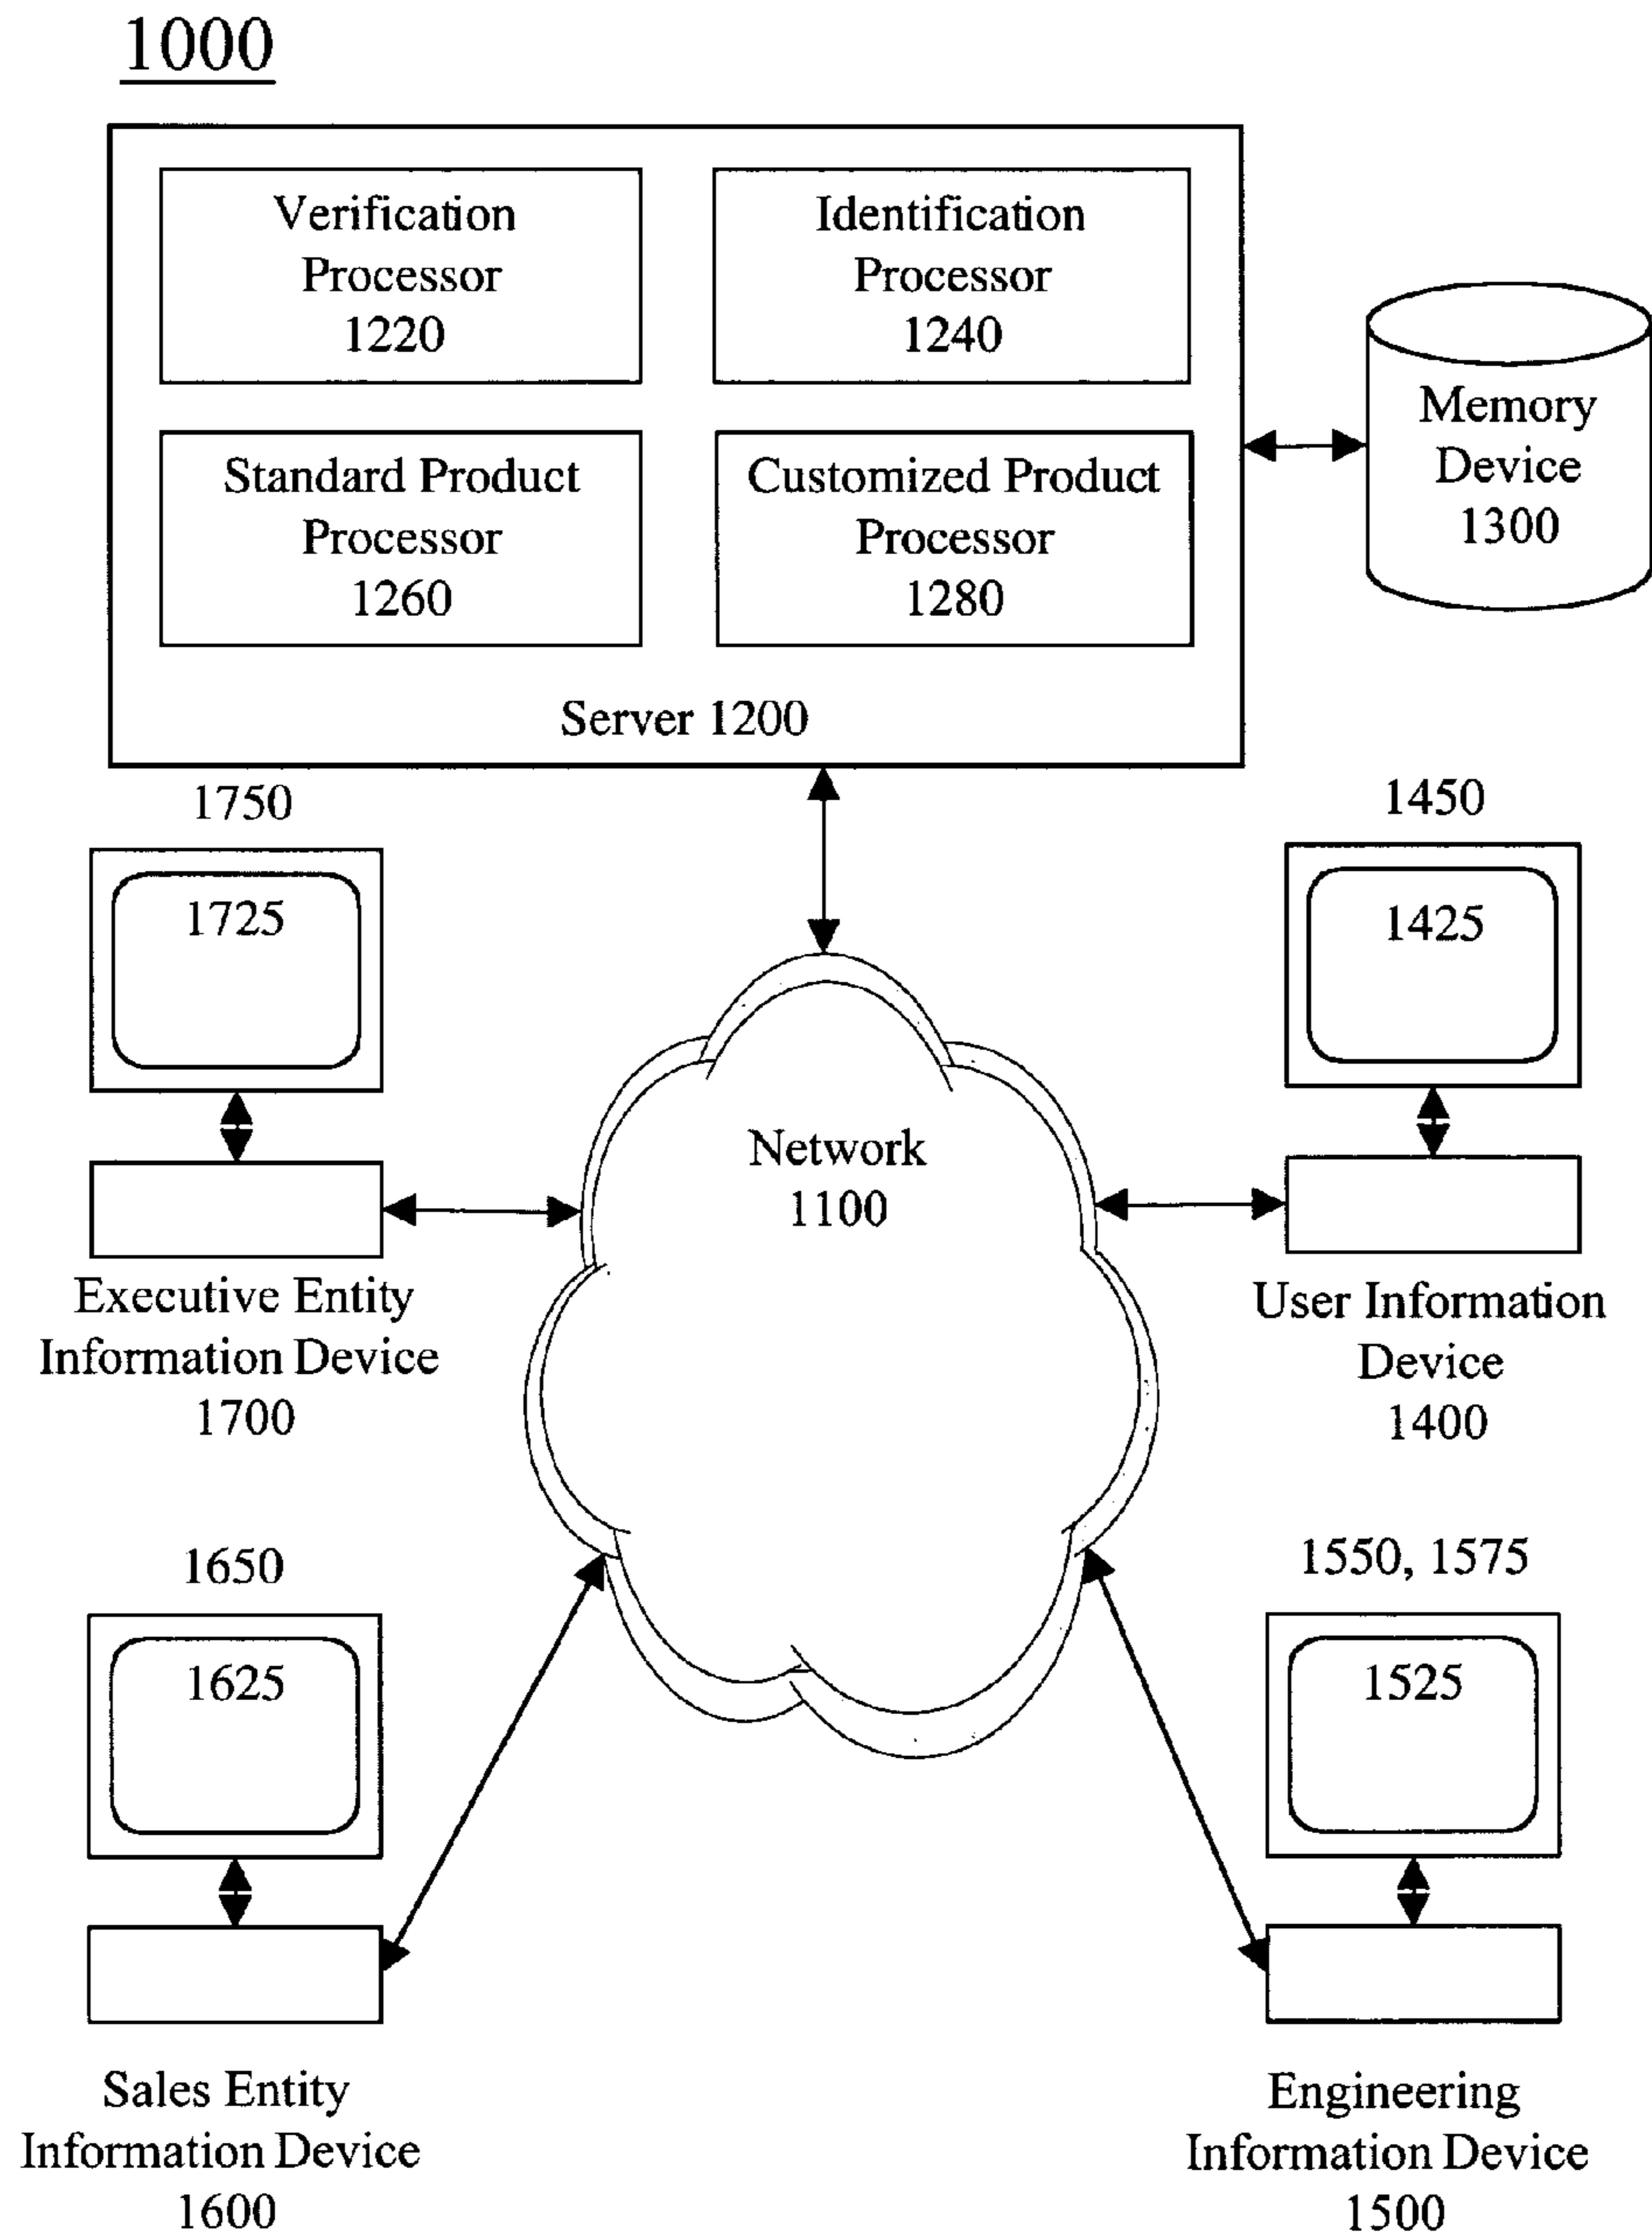 1000
Verification
Processor
1220
Identification
Processor
1240
Standard Product
Processor
1260
Customized Product
Processor
1280
Server 1200
Memory
Device
1300
1750
1725
Executive Entity
Information Device
1700
1450
1425
User Information
Device
1400
Network
1100
1650
1625
Sales Entity
Information Device
1600
1550, 1575
1525
Engineering
Information Device
1500